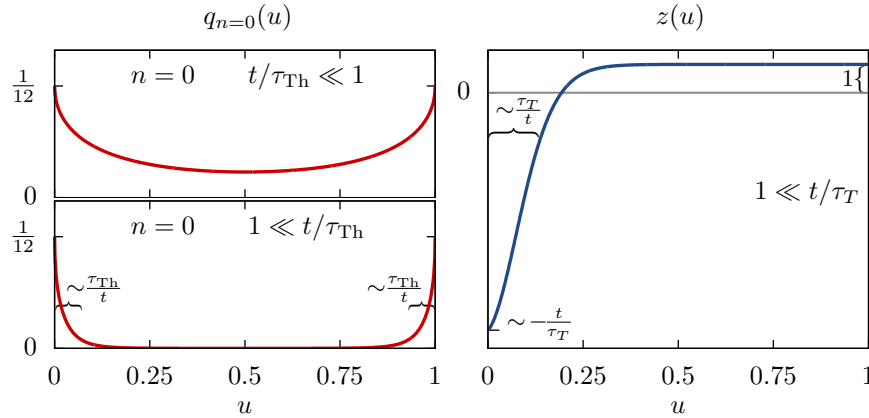 q_{n=0}(u)
n = 0 t/τ_Th ≪ 1
1/12
0
n = 0 1 ≪ t/τ_Th
1/12
∼τ_Th/t ∼τ_Th/t
0
0 0.25 0.5 0.75 1
u
z(u)
1{
0
∼τ_T/t
1 ≪ t/τ_T
∼ −t/τ_T
0 0.25 0.5 0.75 1
u